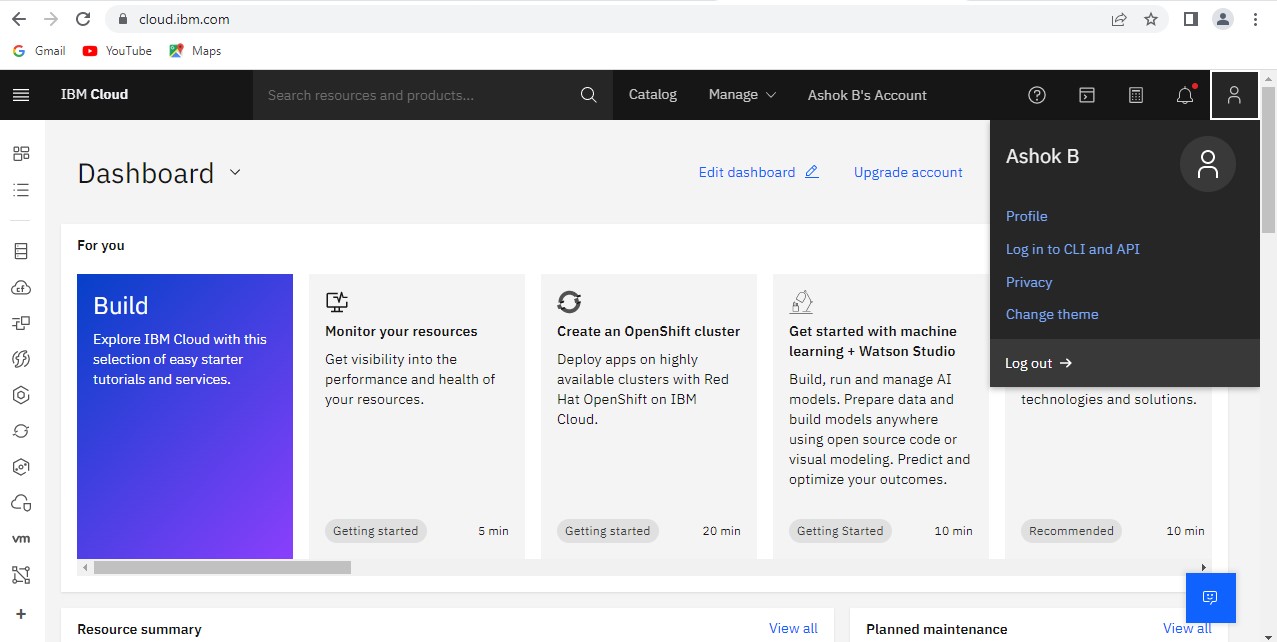 cloud.ibm.com
Gmail YouTube Maps
IBM Cloud Search resources and products... Catalog Manage Ashok B's Account
Ashok B
Profile
Log in to CLI and API
Privacy
Change theme
Log out
Dashboard Edit dashboard Upgrade account
For you
Build
Explore IBM Cloud with this
selection of easy starter
tutorials and services.
Monitor your resources
Get visibility into the
performance and health of
your resources.
Getting started 5 min
Create an OpenShift cluster
Deploy apps on highly
available clusters with Red
Hat OpenShift on IBM
Cloud.
Getting started 20 min
Get started with machine
learning + Watson Studio
Build, run and manage AI
models. Prepare data and
build models anywhere
using open source code or
visual modeling. Predict and
optimize your outcomes.
Getting Started 10 min
technologies and solutions.
Recommended 10 min
cf
vm
Resource summary View all
Planned maintenance View all